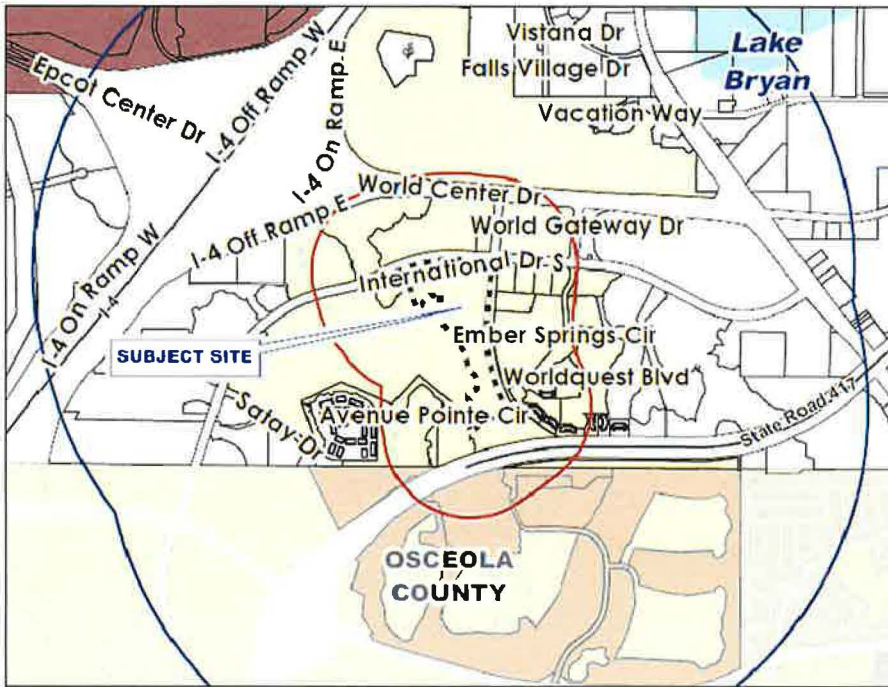 Vistana Dr
Falls Village Dr
Lake
Bryan
Vacation Way
Epcot Center Dr
I-4 Off Ramp W
I-4 On Ramp E
World Center Dr
I-4 Off Ramp E
World Gateway Dr
International Dr S
I-4 On Ramp W
I-4
SUBJECT SITE
Ember Springs Cir
Worldquest Blvd
Avenue Pointe Cir
Satay Dr
State Road 417
OSCEOLA
COUNTY